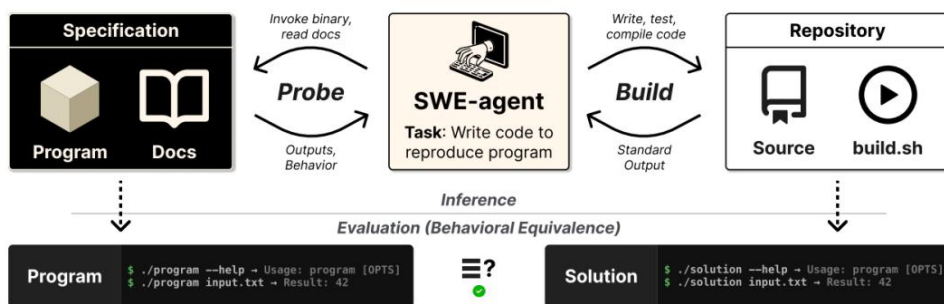 Specification
Program
Docs
Invoke binary,
read docs
Probe
Outputs,
Behavior
SWE-agent
Task: Write code to
reproduce program
Write, test,
compile code
Build
Standard
Output
Repository
Source
build.sh
Inference
Evaluation (Behavioral Equivalence)
Program
$ ./program --help → Usage: program [OPTS]
$ ./program input.txt → Result: 42
≡?
Solution
$ ./solution --help → Usage: program [OPTS]
$ ./solution input.txt → Result: 42